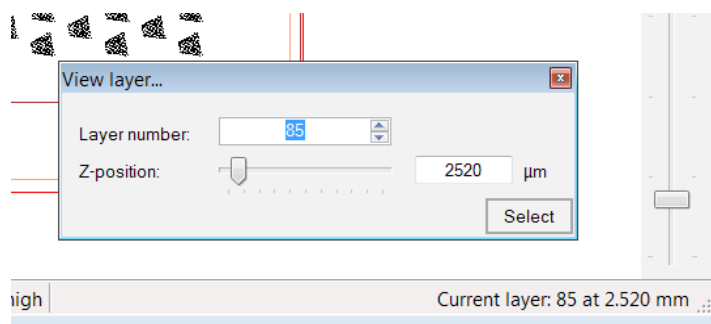 View layer...
Layer number: 85
Z-position: 2520 µm
Select
Current layer: 85 at 2.520 mm